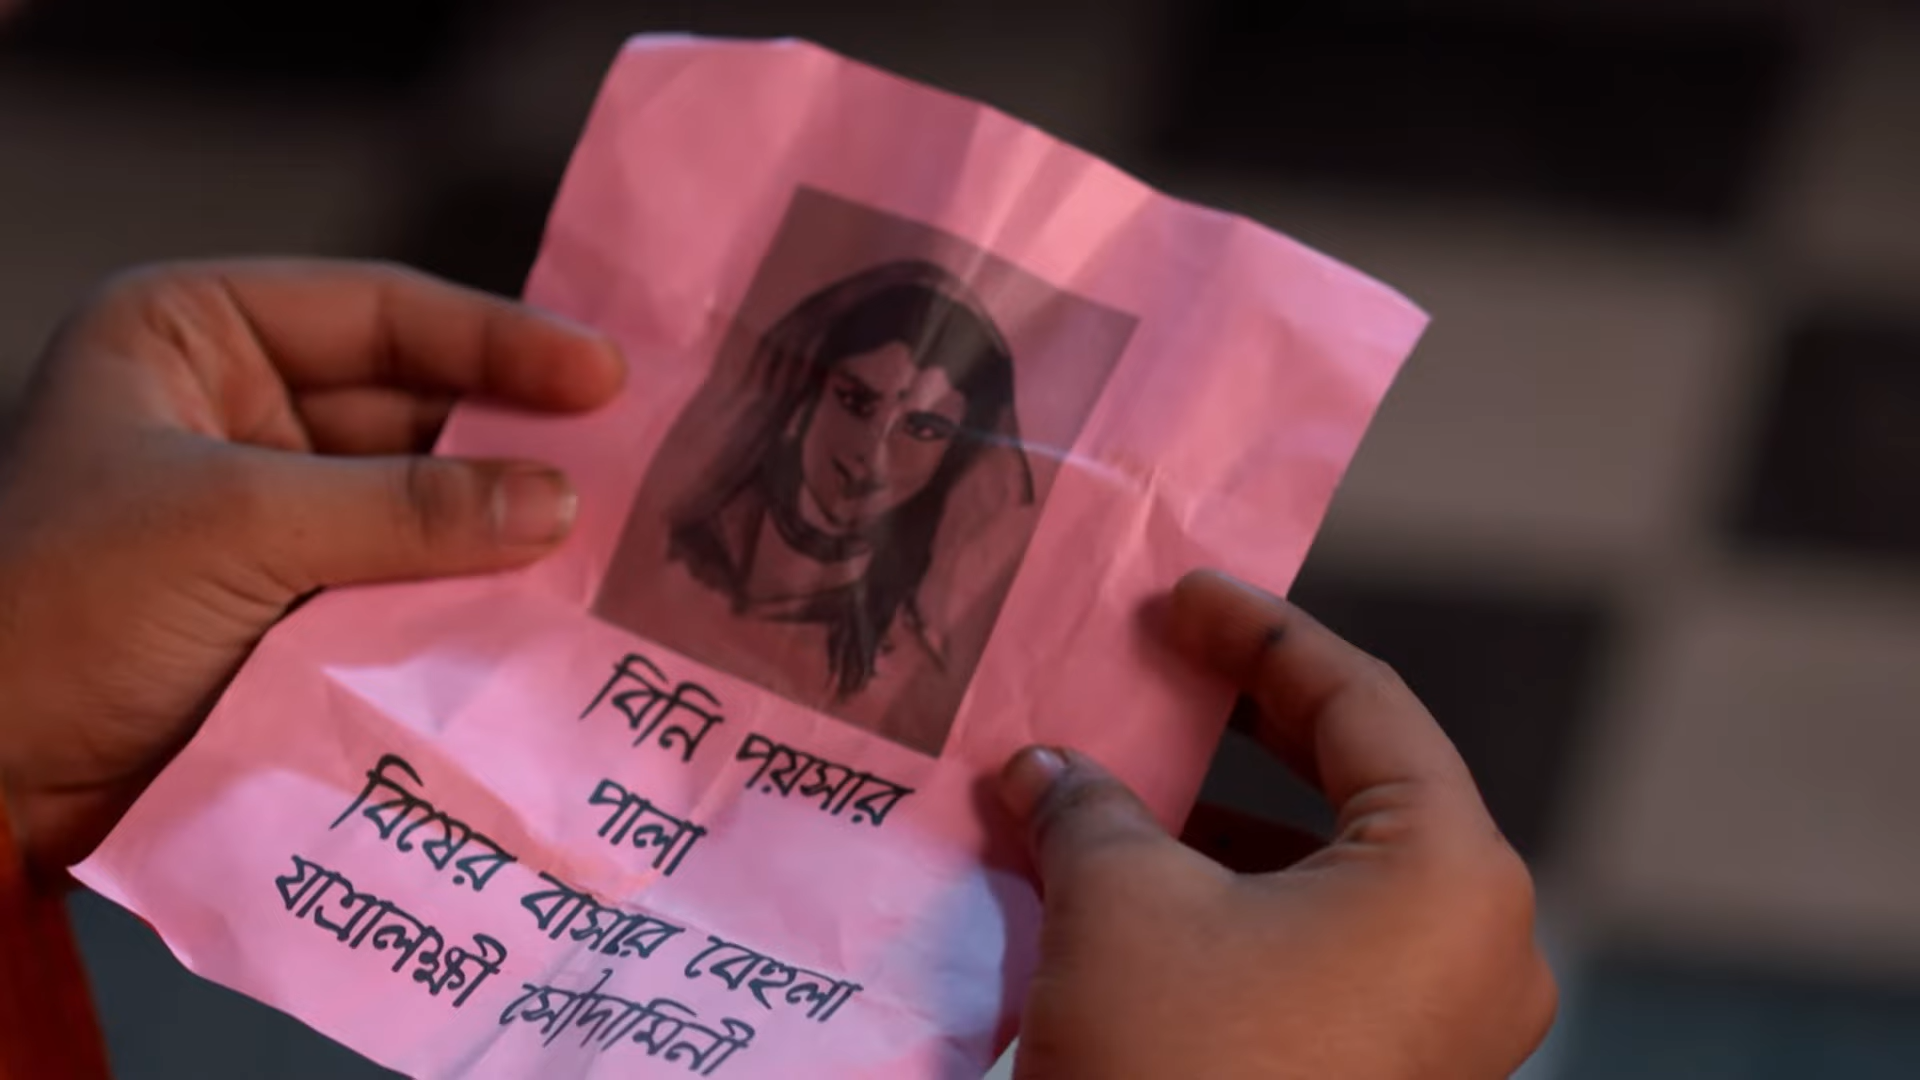 বিনি পয়সার
পালা
বিষের বাসরে বেহুলা
যাত্রালক্ষ্মী সৌদামিনী